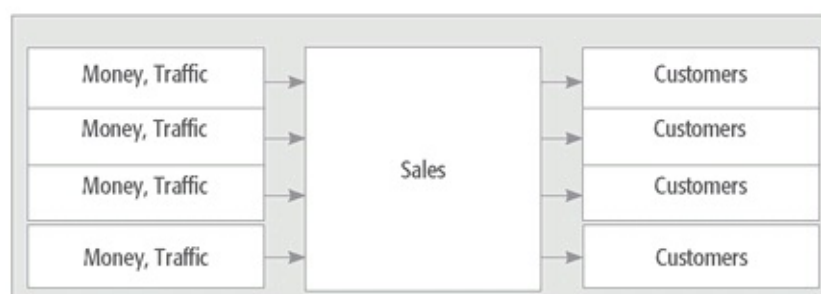 Money, Traffic
Customers
Money, Traffic
Customers
Sales
Money, Traffic
Customers
Money, Traffic
Customers